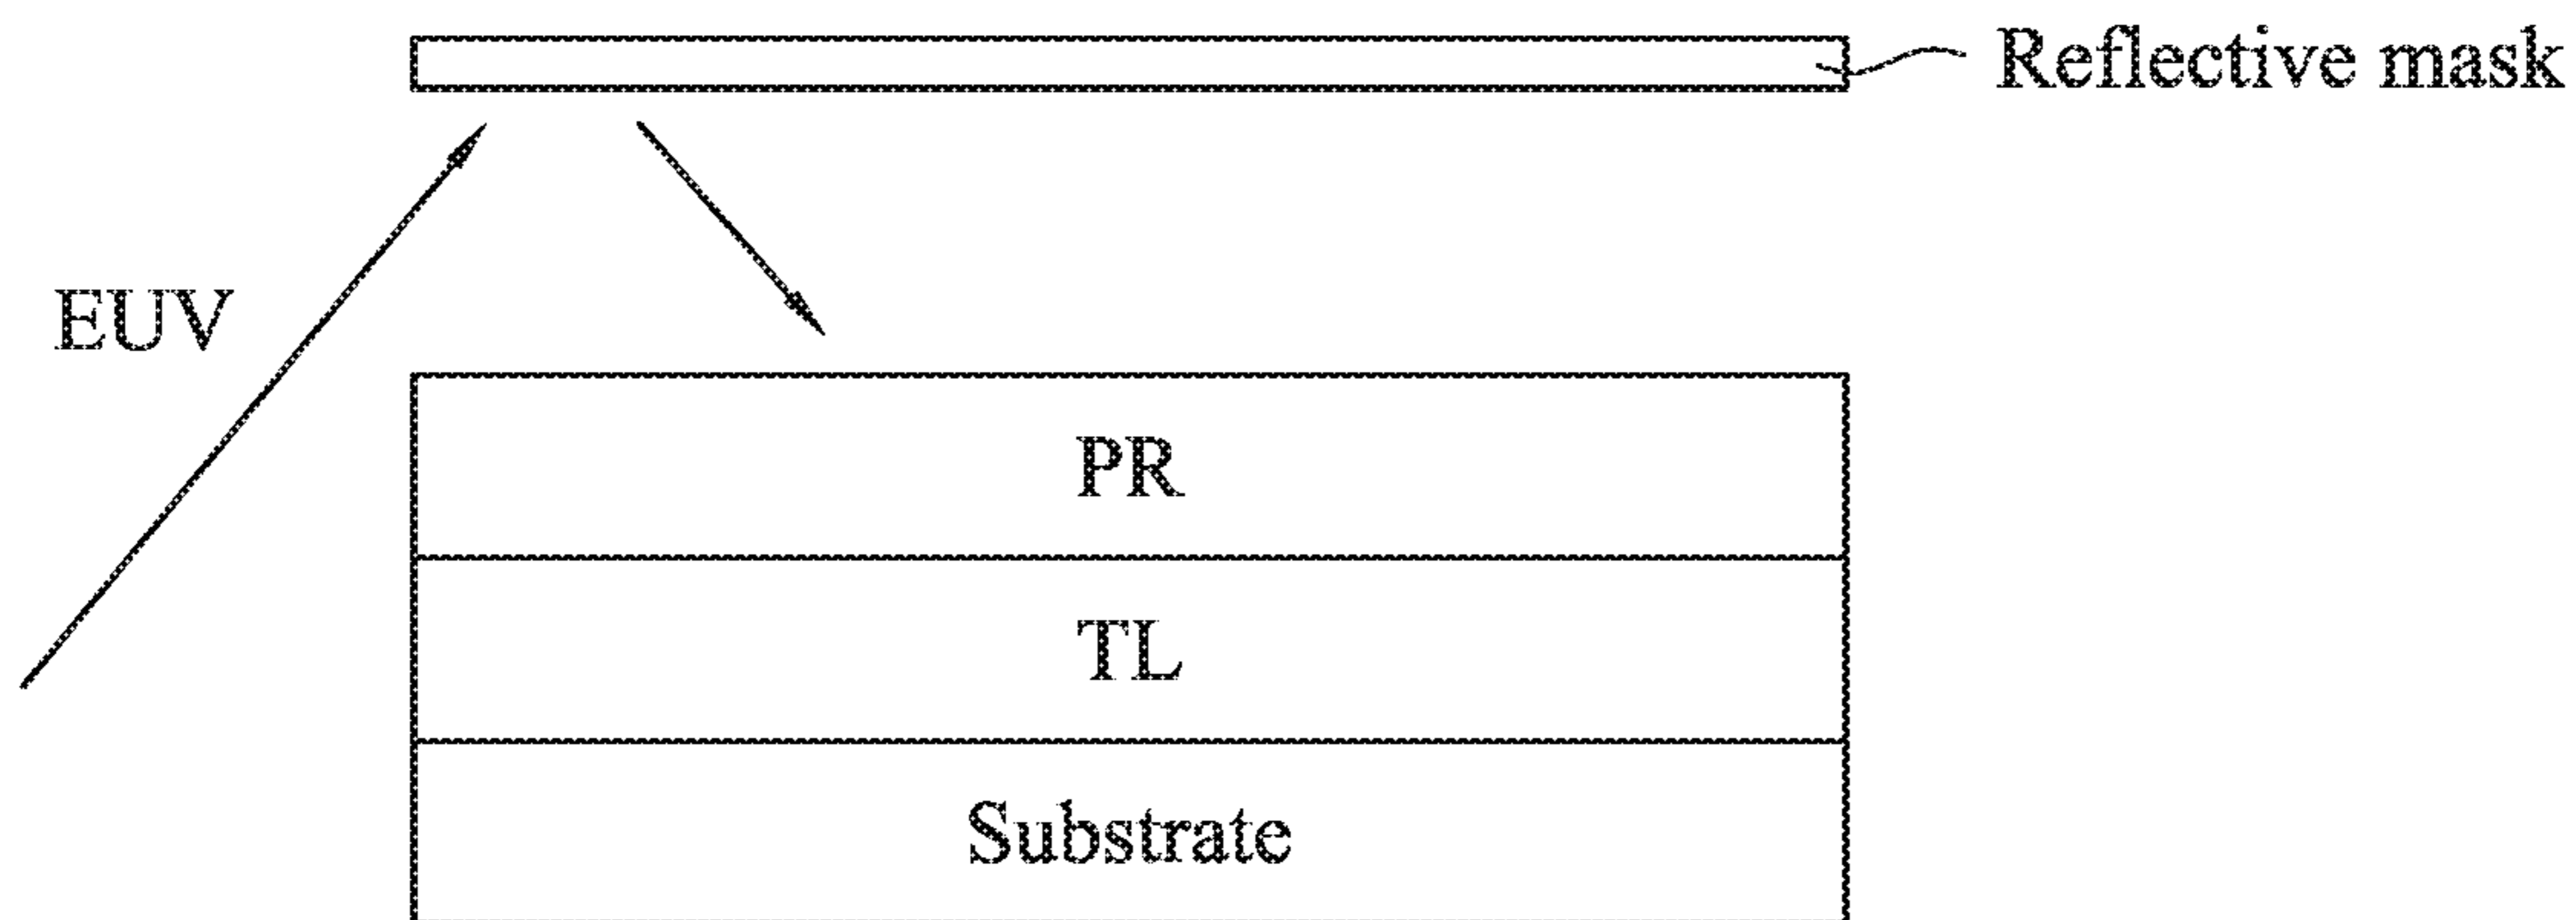 Reflective mask
EUV
PR
TL
Substrate